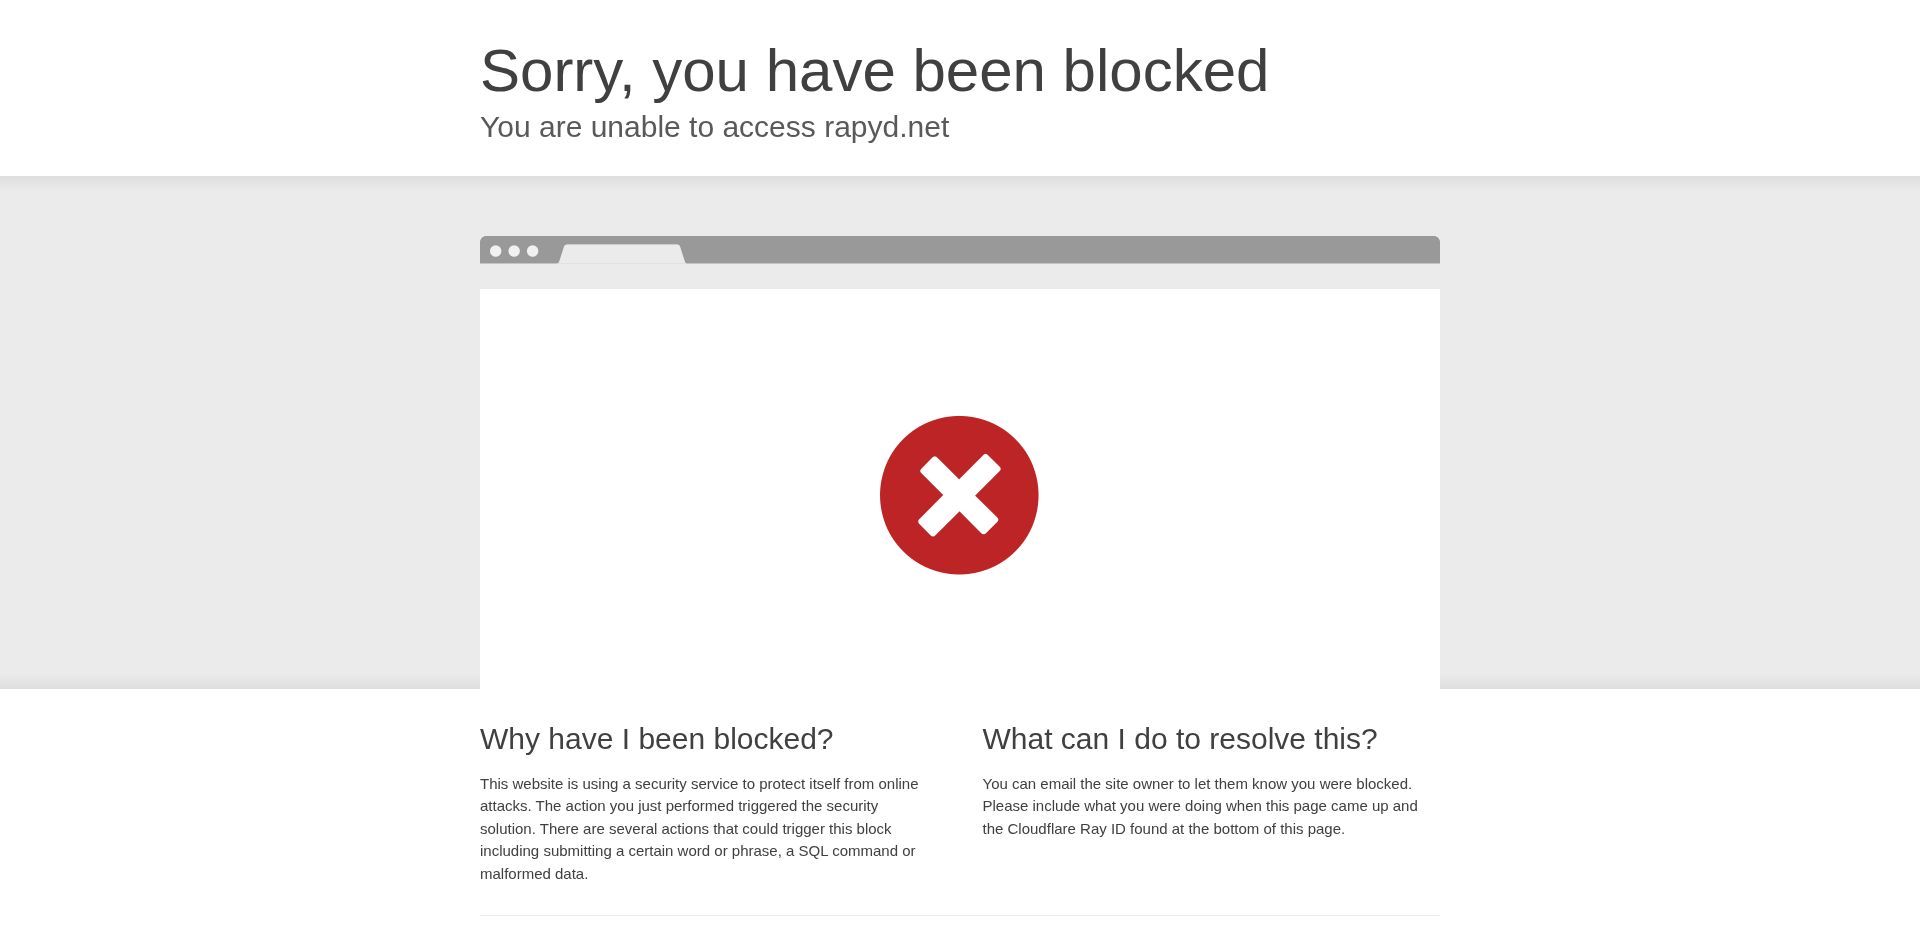 Sorry, you have been blocked
You are unable to access rapyd.net
Why have I been blocked?
This website is using a security service to protect itself from online
attacks. The action you just performed triggered the security
solution. There are several actions that could trigger this block
including submitting a certain word or phrase, a SQL command or
malformed data.
What can I do to resolve this?
You can email the site owner to let them know you were blocked.
Please include what you were doing when this page came up and
the Cloudflare Ray ID found at the bottom of this page.